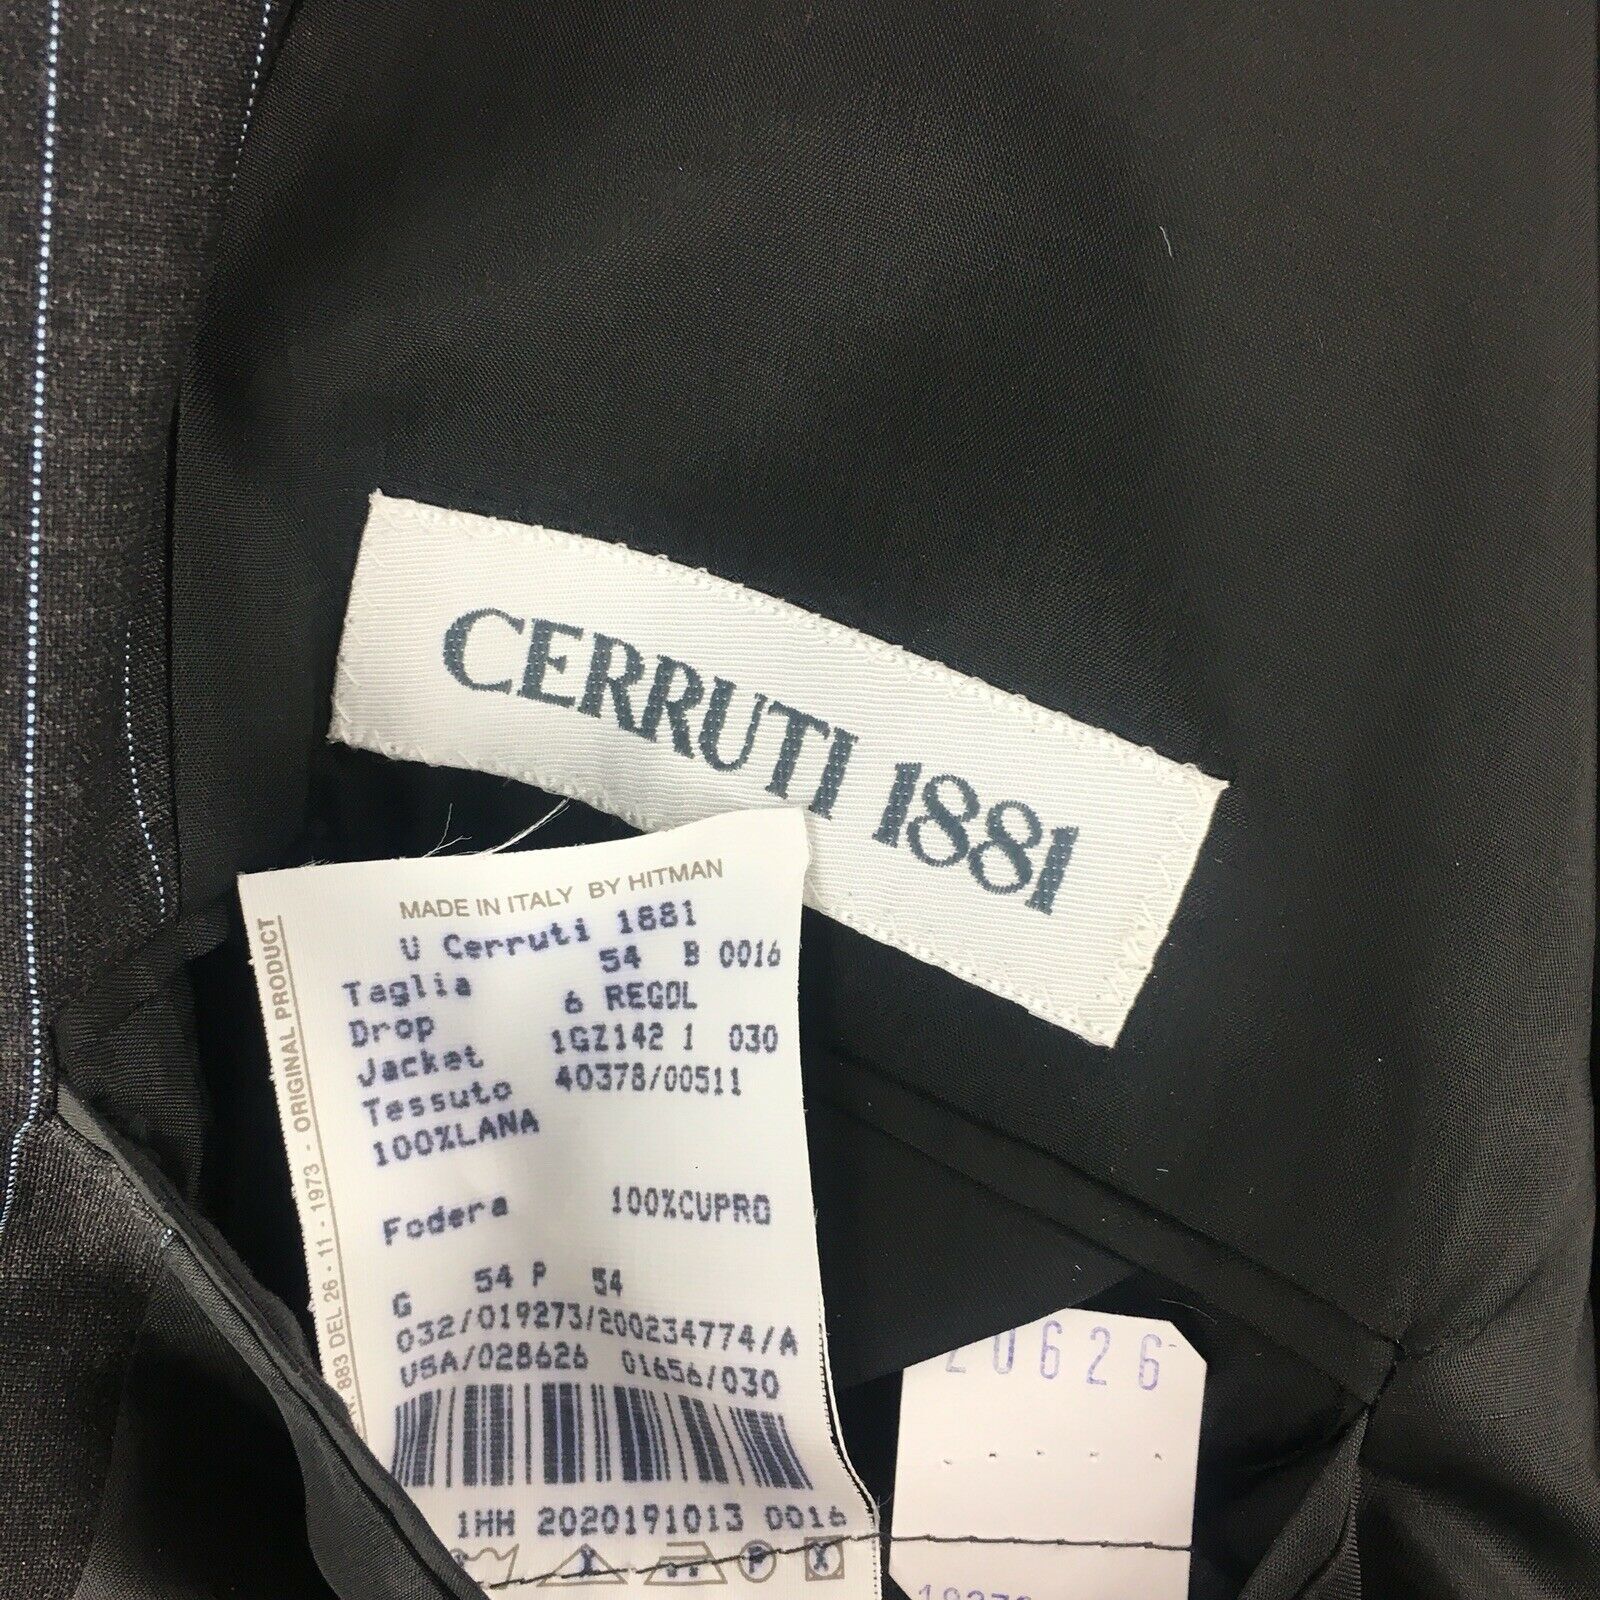 CERRUTI 1881
MADE IN ITALY BY HITMAN
U Cerruti 1881
Taglia 54 B 0016
Drop 6 REGOL
Jacket 1GZ142 1 030
Tessuto 40378/00511
100%LANA
Fodera 100%CUPRO
G 54 P 54
032/019273/200234774/A
USA/028626 01656/030
1HH 2020191013 0016
N. 883 DEL 26 - 11 - 1973 - ORIGINAL PRODUCT
20626